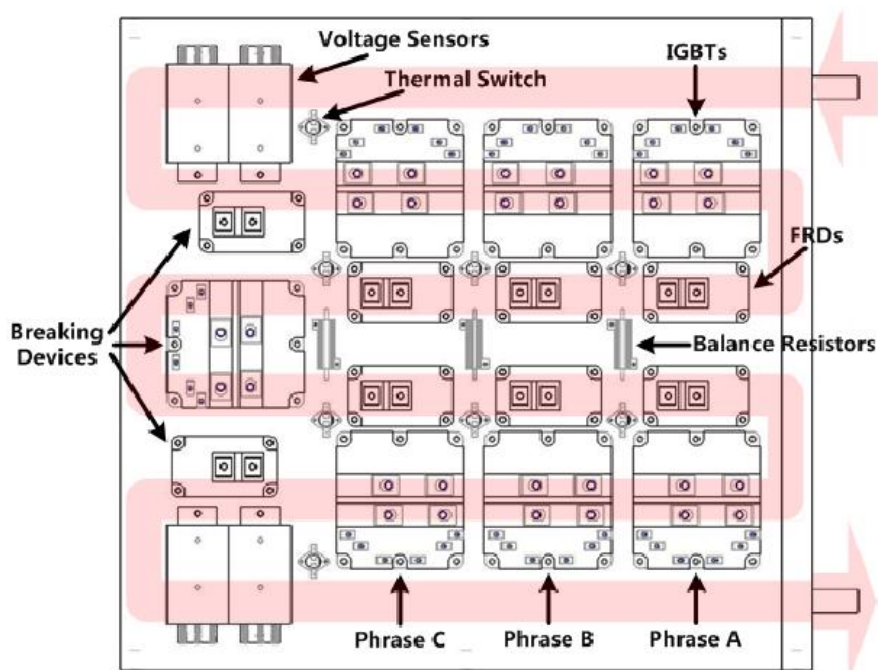 Voltage Sensors
IGBTs
Thermal Switch
FRDs
Breaking
Devices
Balance Resistors
Phrase C
Phrase B
Phrase A